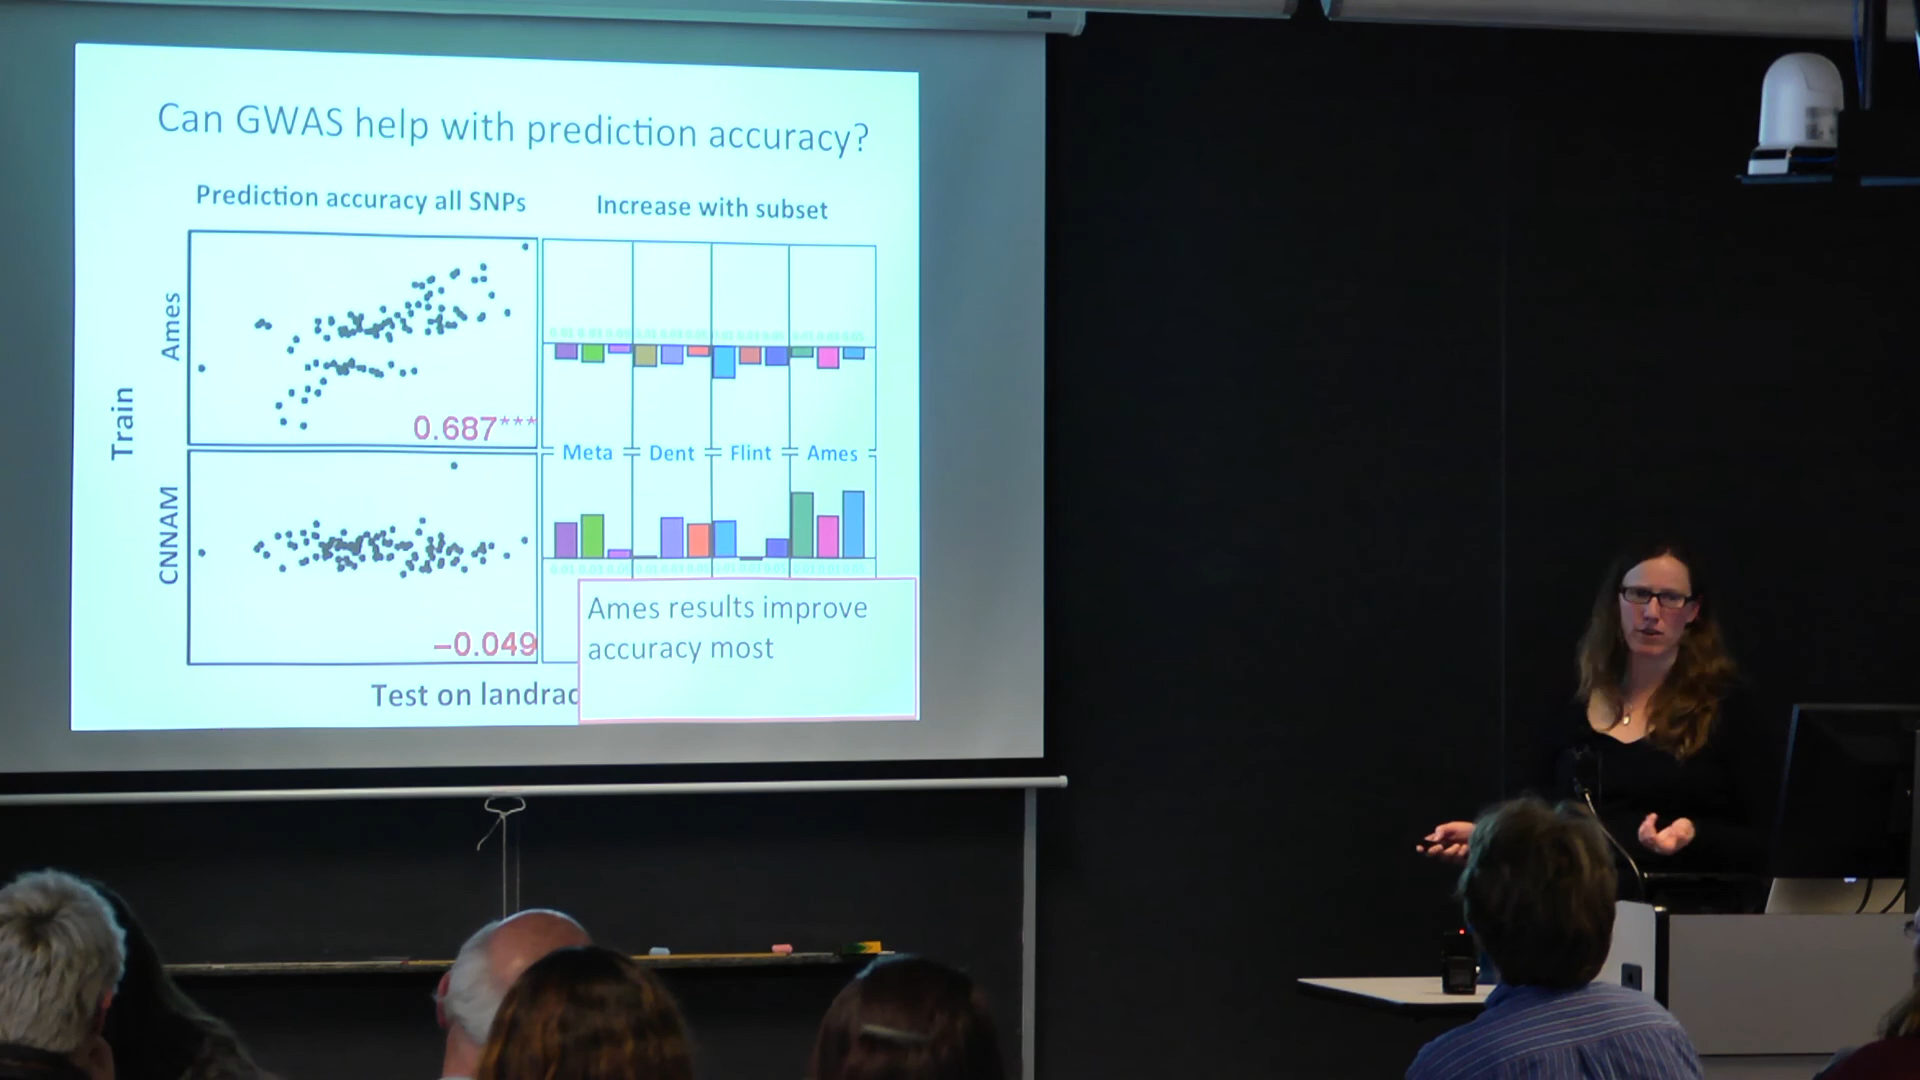 Can GWAS help with prediction accuracy?
Prediction accuracy all SNPs
Increase with subset
Train
Ames
0.687***
Meta
Dent
Flint
Ames
CNNAM
−0.049
Ames results improve
accuracy most
Test on landrac